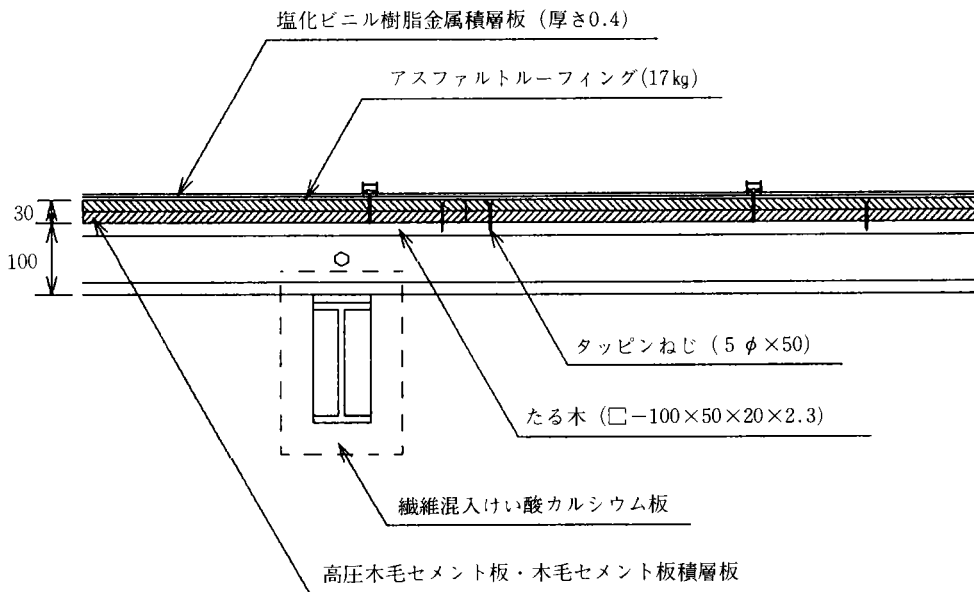 塩化ビニル樹脂金属積層板 (厚さ0.4)
アスファルトルーフィング(17kg)
30
100
タッピンねじ (5φ×50)
たる木 (□-100×50×20×2.3)
繊維混入けい酸カルシウム板
高圧木毛セメント板・木毛セメント板積層板